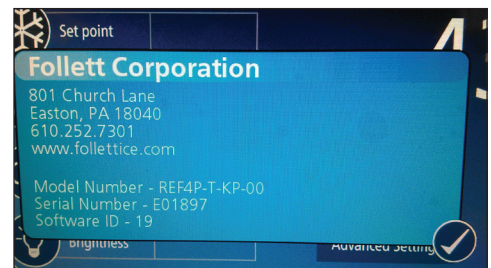 Set point
Follett Corporation
801 Church Lane
Easton, PA 18040
610.252.7301
www.follettice.com
Model Number - REF4P-T-KP-00
Serial Number - E01897
Software ID - 19
Brightness
Advanced Setting